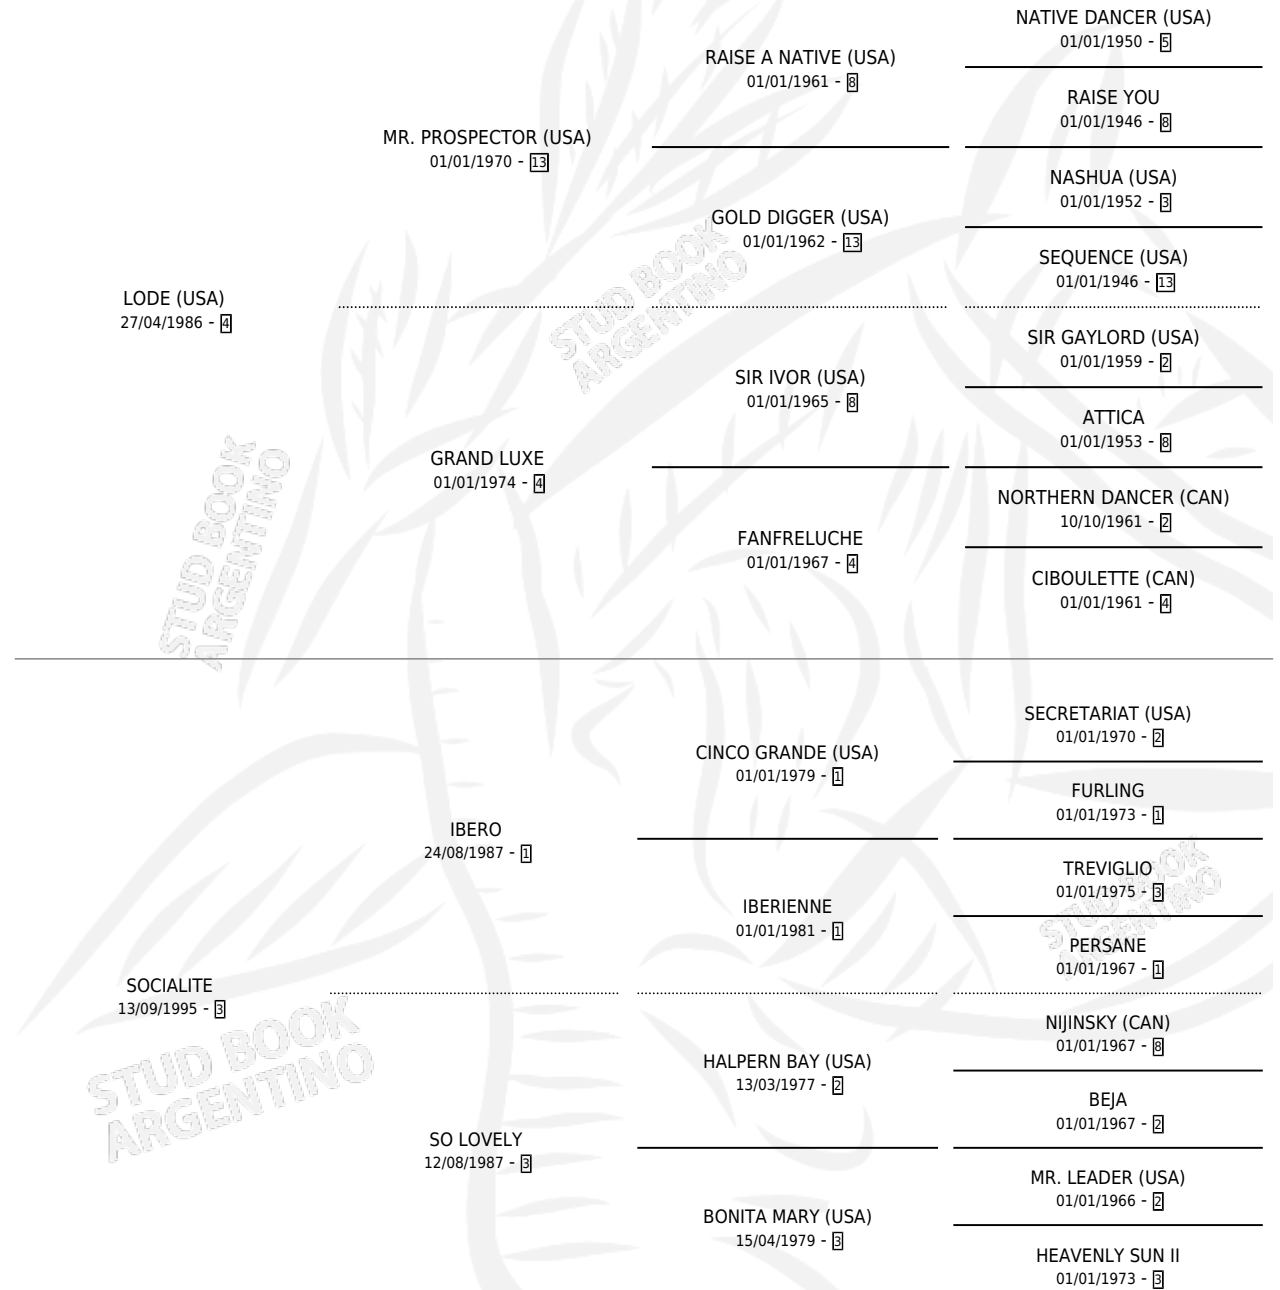 NATIVE DANCER (USA)
01/01/1950 - 5
RAISE A NATIVE (USA)
01/01/1961 - 8
RAISE YOU
01/01/1946 - 8
MR. PROSPECTOR (USA)
01/01/1970 - 13
NASHUA (USA)
01/01/1952 - 3
GOLD DIGGER (USA)
01/01/1962 - 13
SEQUENCE (USA)
01/01/1946 - 13
LODE (USA)
27/04/1986 - 4
SIR GAYLORD (USA)
01/01/1959 - 2
SIR IVOR (USA)
01/01/1965 - 8
ATTICA
01/01/1953 - 8
GRAND LUXE
01/01/1974 - 4
NORTHERN DANCER (CAN)
10/10/1961 - 2
FANFRELUCHE
01/01/1967 - 4
CIBOULETTE (CAN)
01/01/1961 - 4
SECRETARIAT (USA)
01/01/1970 - 2
CINCO GRANDE (USA)
01/01/1979 - 1
FURLING
01/01/1973 - 1
IBERO
24/08/1987 - 1
TREVIGLIO
01/01/1975 - 3
IBERIENNE
01/01/1981 - 1
PERSANE
01/01/1967 - 1
SOCIALITE
13/09/1995 - 3
NIJINSKY (CAN)
01/01/1967 - 8
HALPERN BAY (USA)
13/03/1977 - 2
BEJA
01/01/1967 - 2
SO LOVELY
12/08/1987 - 3
MR. LEADER (USA)
01/01/1966 - 2
BONITA MARY (USA)
15/04/1979 - 3
HEAVENLY SUN II
01/01/1973 - 3
STUD BOOK
ARGENTINO
STUD BOOK
ARGENTINO
STUD BOOK
ARGENTINO
STUD BOOK
ARGENTINO